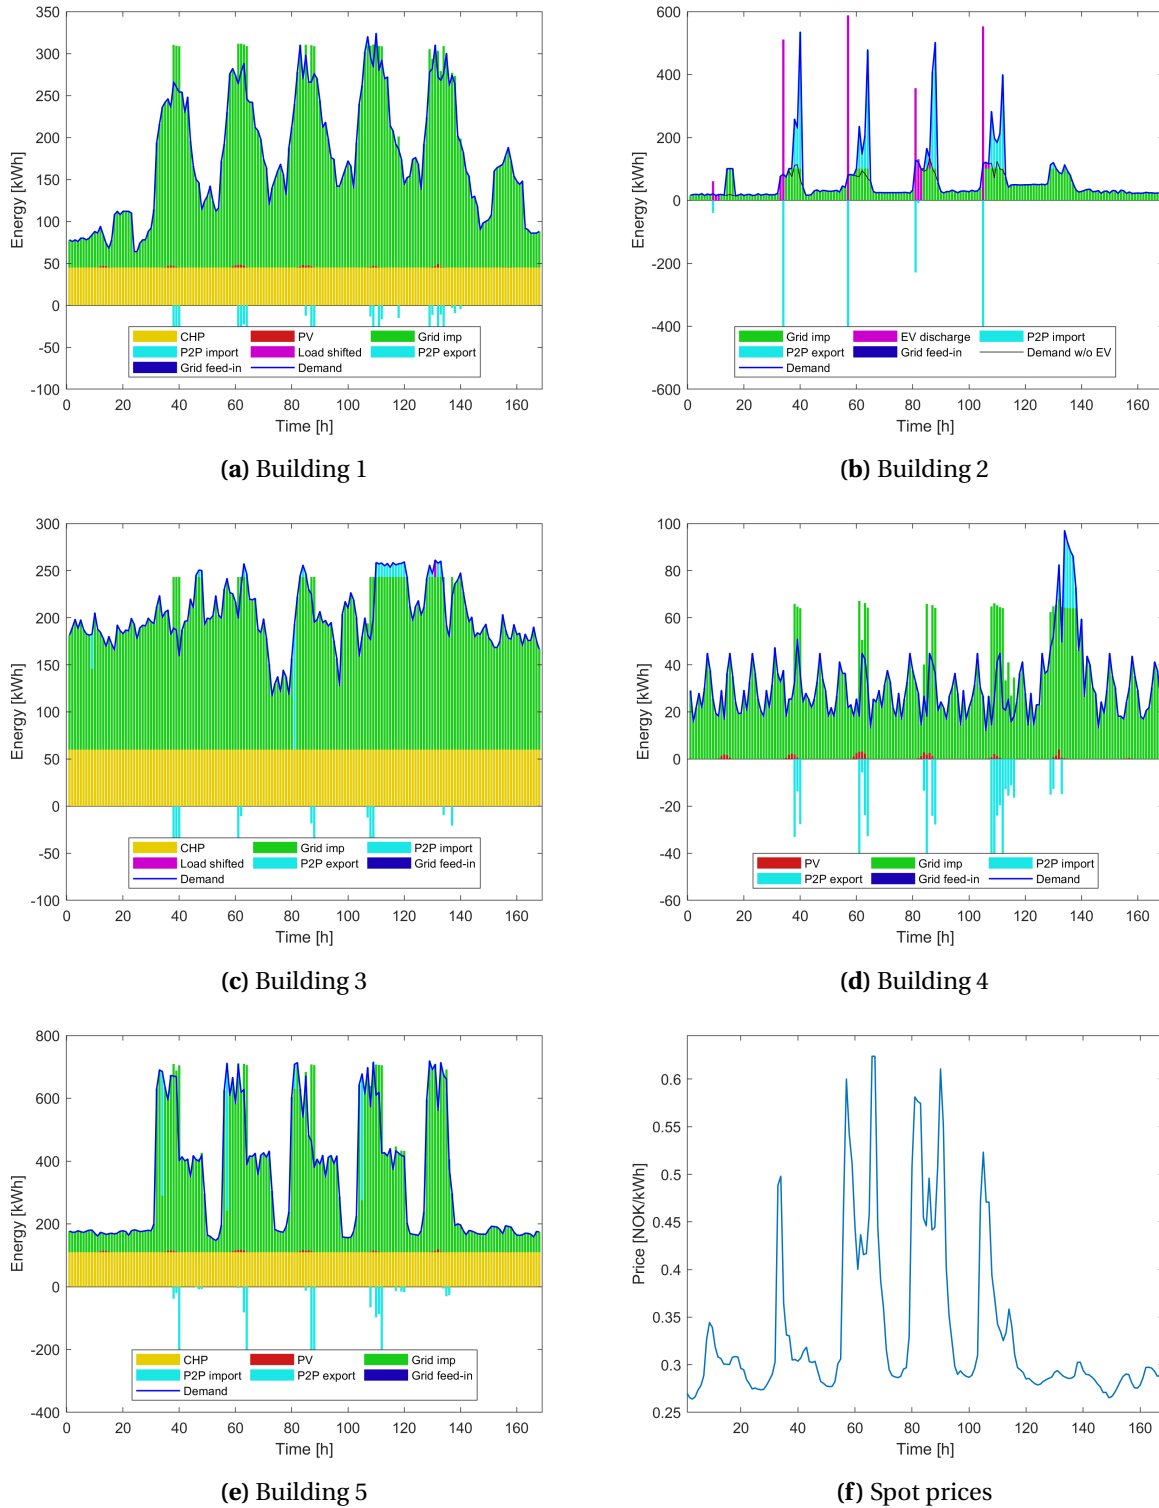 350
300
250
200
150
100
50
0
-50
-100
Energy [kWh]
CHP PV Grid imp
P2P import Load shifted P2P export
Grid feed-in Demand
0 20 40 60 80 100 120 140 160
Time [h]
(a) Building 1
600
400
200
0
-200
-400
-600
Energy [kWh]
Grid imp EV discharge P2P import
P2P export Grid feed-in Demand w/o EV
Demand
0 20 40 60 80 100 120 140 160
Time [h]
(b) Building 2
300
250
200
150
100
50
0
-50
-100
Energy [kWh]
CHP Grid imp P2P import
Load shifted P2P export Grid feed-in
Demand
0 20 40 60 80 100 120 140 160
Time [h]
(c) Building 3
100
80
60
40
20
0
-20
-40
-60
Energy [kWh]
PV Grid imp P2P import
P2P export Grid feed-in Demand
0 20 40 60 80 100 120 140 160
Time [h]
(d) Building 4
800
600
400
200
0
-200
-400
Energy [kWh]
CHP PV Grid imp
P2P import P2P export Grid feed-in
Demand
0 20 40 60 80 100 120 140 160
Time [h]
(e) Building 5
0.6
0.55
0.5
0.45
0.4
0.35
0.3
0.25
Price [NOK/kWh]
20 40 60 80 100 120 140 160
Time [h]
(f) Spot prices